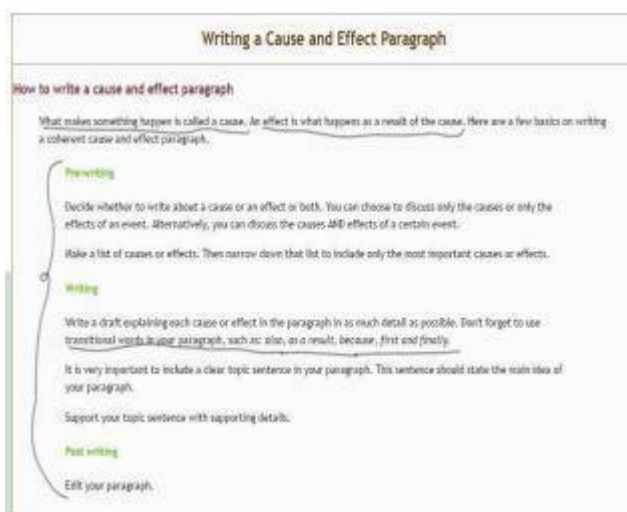 Writing a Cause and Effect Paragraph
How to write a cause and effect paragraph
What makes something happen is called a cause. An effect is what happens as a result of the cause. Here are a few basics on writing
a coherent cause and effect paragraph.
Pre-writing
Decide whether to write about a cause or an effect or both. You can choose to discuss only the causes or only the
effects of an event. Alternatively, you can discuss the causes AND effects of a certain event.
Make a list of causes or effects. Then narrow down that list to include only the most important causes or effects.
Writing
Write a draft explaining each cause or effect in the paragraph in as much detail as possible. Don't forget to use
transitional words in your paragraph, such as: also, as a result, because, first and finally.
It is very important to include a clear topic sentence in your paragraph. This sentence should state the main idea of
your paragraph.
Support your topic sentence with supporting details.
Post writing
Edit your paragraph.